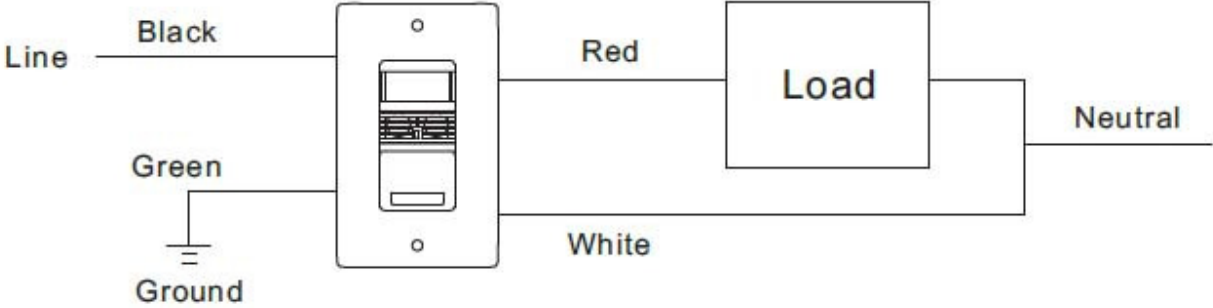 Line
Black
Red
Load
Neutral
Green
White
Ground